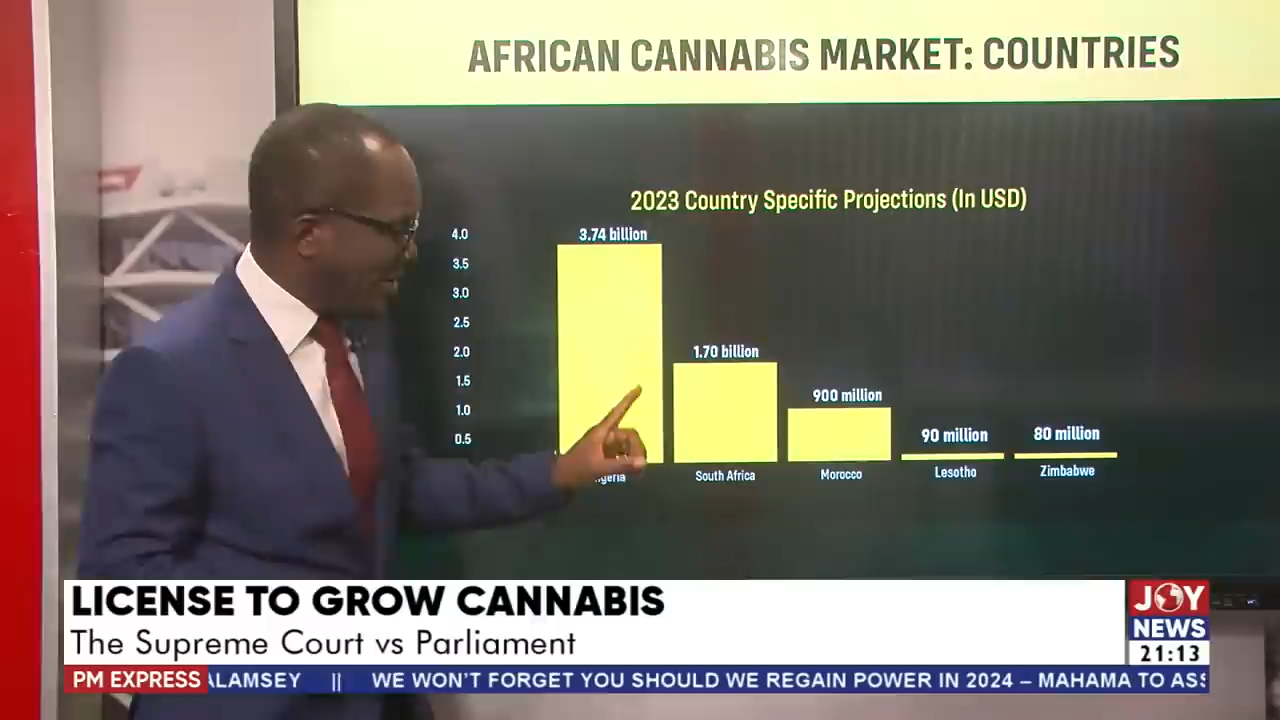 AFRICAN CANNABIS MARKET: COUNTRIES
2023 Country Specific Projections (In USD)
4.0
3.5
3.0
2.5
2.0
1.5
1.0
0.5
3.74 billion
1.70 billion
900 million
90 million
80 million
geria
South Africa
Morocco
Lesotho
Zimbabwe
LICENSE TO GROW CANNABIS
The Supreme Court vs Parliament
JOY
NEWS
21:13
PM EXPRESS
ALAMSEY || WE WON'T FORGET YOU SHOULD WE REGAIN POWER IN 2024 – MAHAMA TO ASS